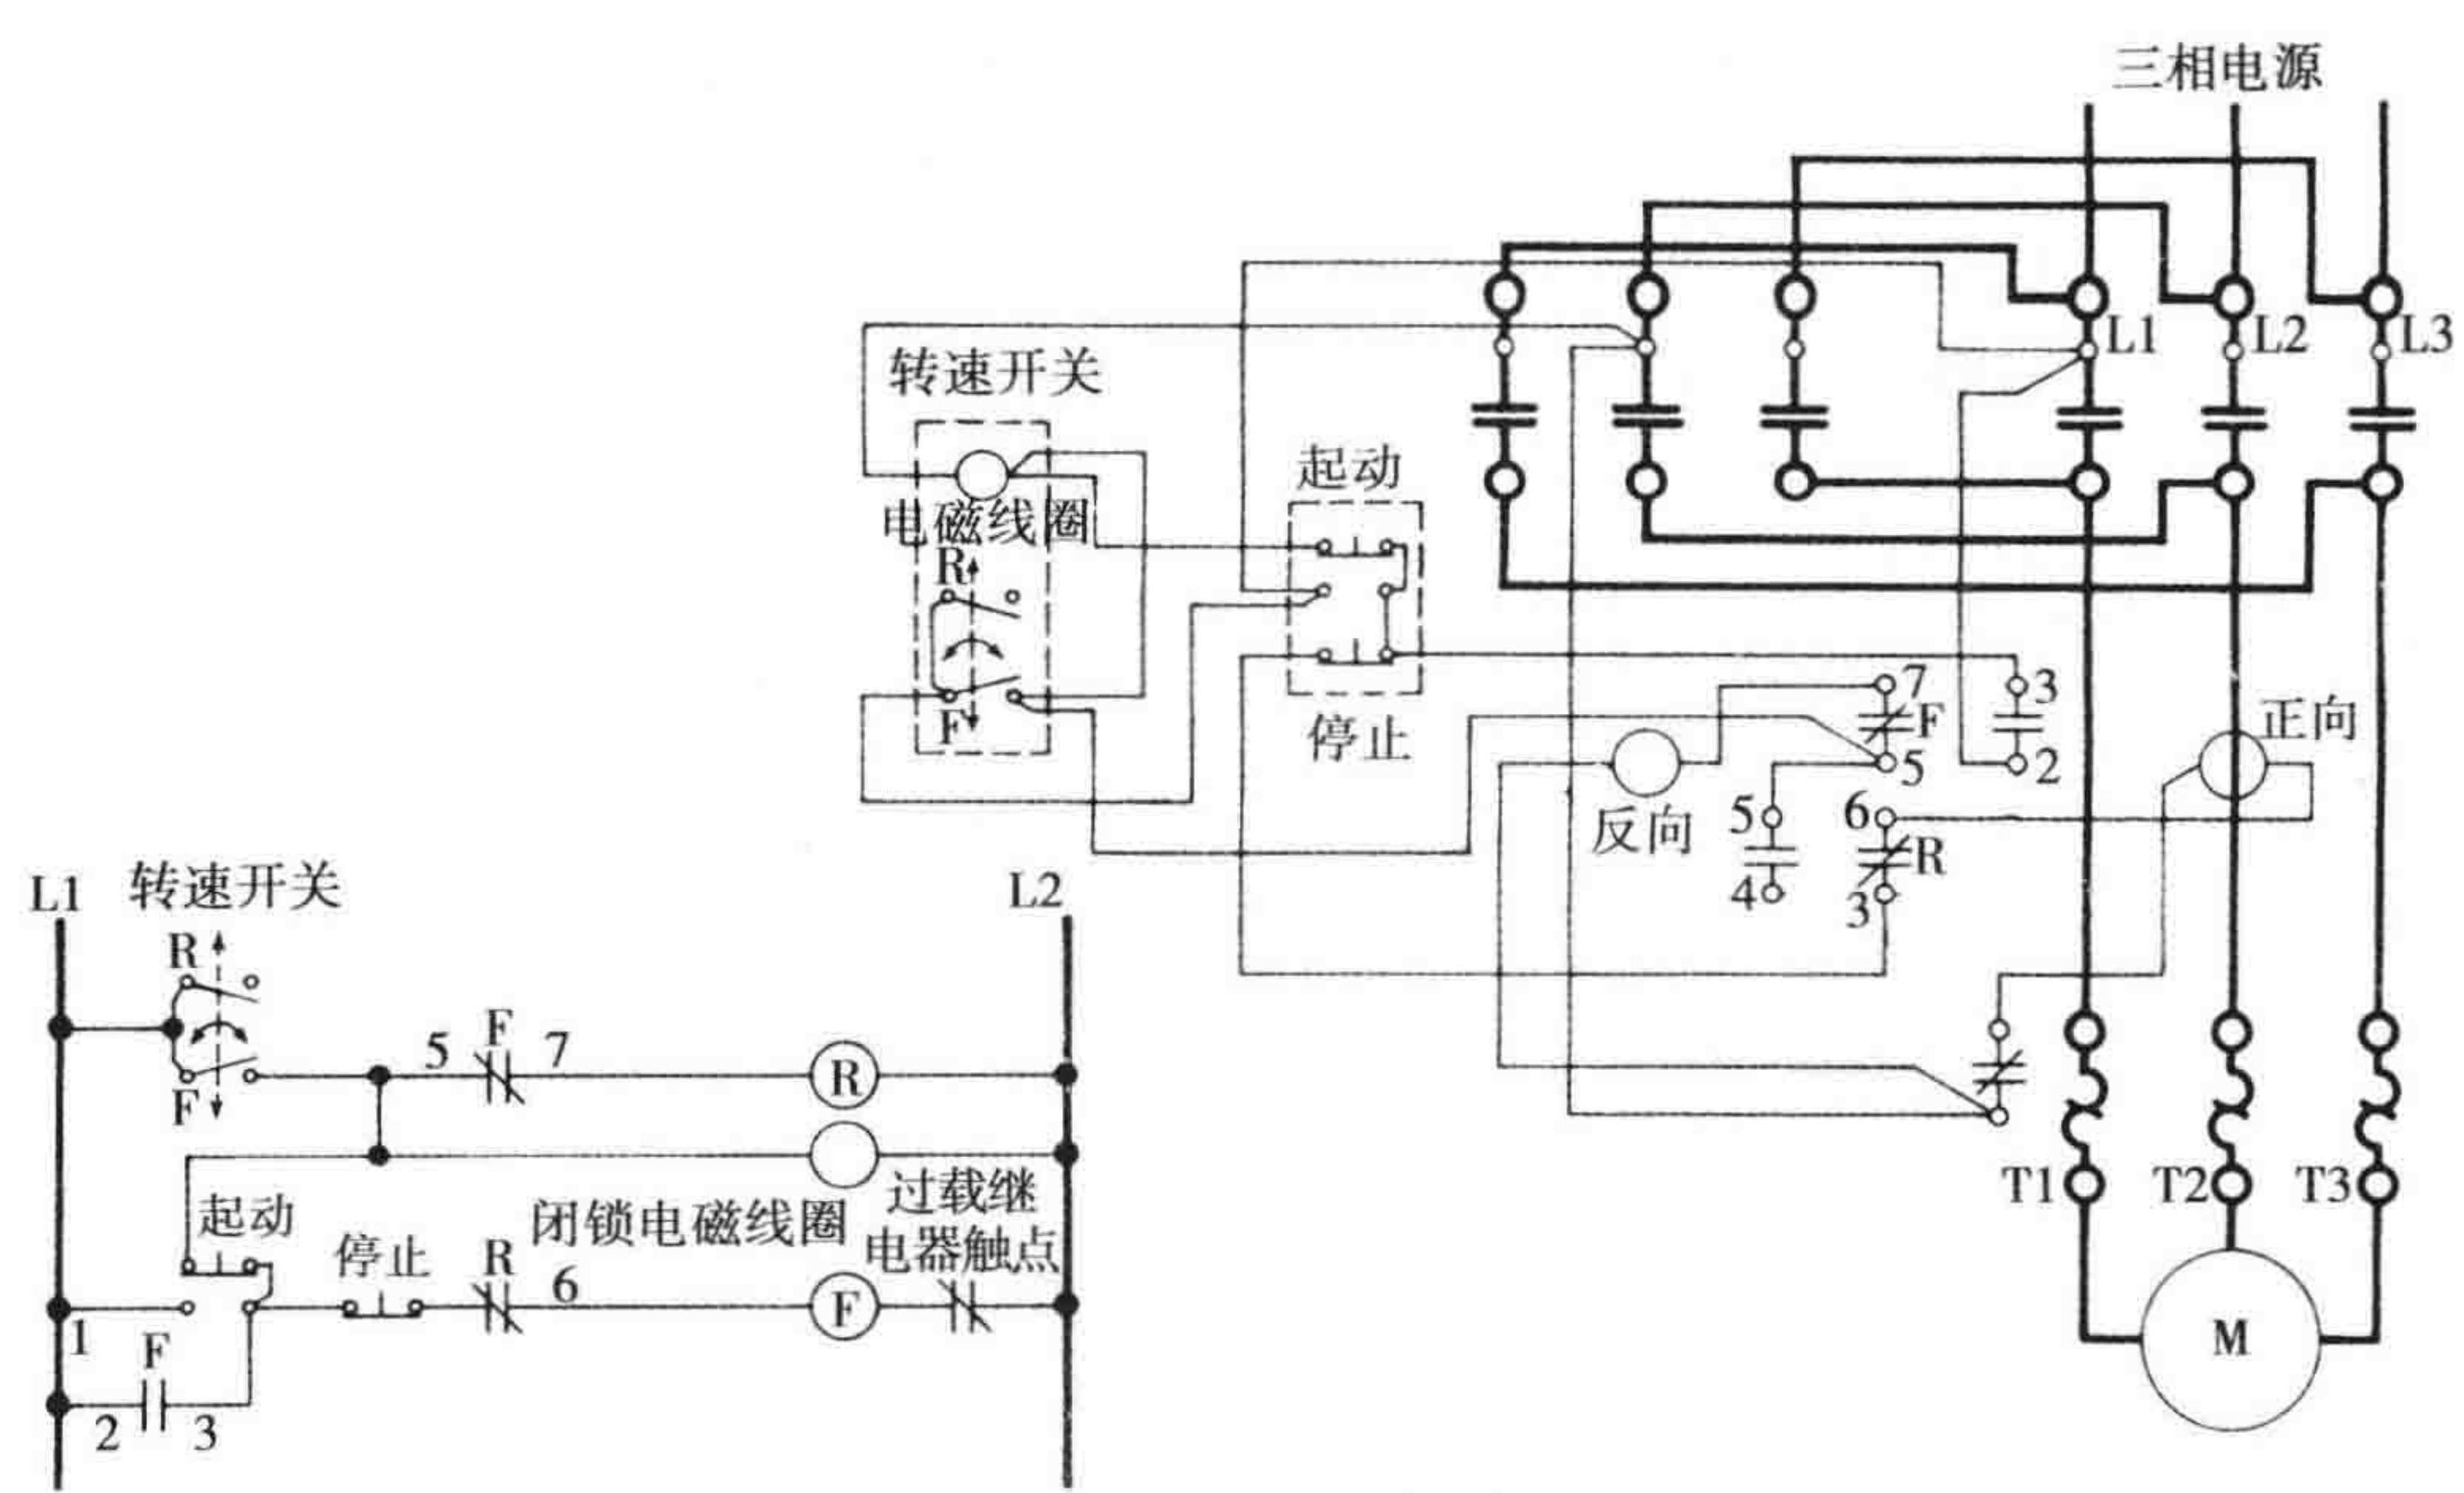 三相电源
L1
L2
L3
转速开关
电磁线圈
R
F
起动
停止
7
F
5
3
2
正向
反向
5
4
6
R
3
T1
T2
T3
M
L1
转速开关
L2
R
F
5
F
7
R
起动
停止
R
闭锁电磁线圈
6
F
过载继
电器触点
1
F
2
3